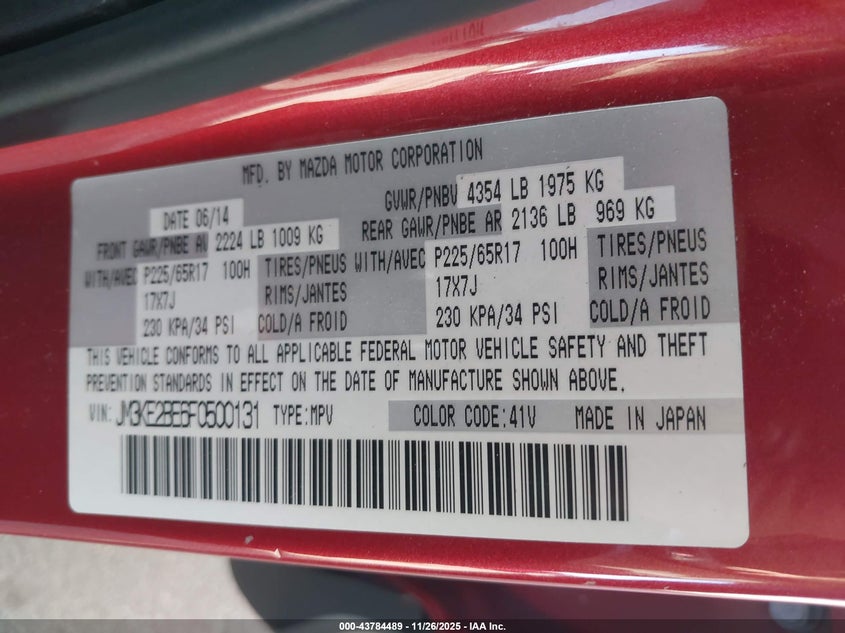 MFD. BY MAZDA MOTOR CORPORATION
DATE 06/14 GVWR/PNBV 4354 LB 1975 KG
FRONT GAWR/PNBE AV 2224 LB 1009 KG REAR GAWR/PNBE AR 2136 LB 969 KG
WITH/AVEC P225/65R17 100H TIRES/PNEUS WITH/AVEC P225/65R17 100H TIRES/PNEUS
17X7J RIMS/JANTES 17X7J RIMS/JANTES
230 KPA/34 PSI COLD/A FROID 230 KPA/34 PSI COLD/A FROID
THIS VEHICLE CONFORMS TO ALL APPLICABLE FEDERAL MOTOR VEHICLE SAFETY AND THEFT
PREVENTION STANDARDS IN EFFECT ON THE DATE OF MANUFACTURE SHOWN ABOVE.
VIN: JM3KE2BE6F0500131 TYPE:MPV COLOR CODE:41V MADE IN JAPAN
000-43784489 - 11/26/2025 - IAA Inc.